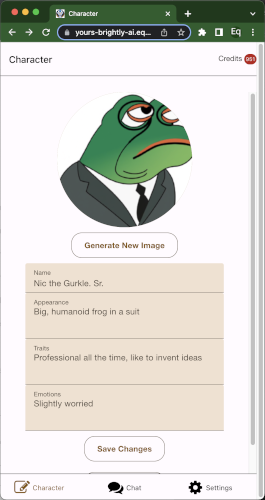 Character
yours-brightly-ai.eq...
Eq
Character
Credits 951
Generate New Image
Name
Nic the Gurkle. Sr.
Appearance
Big, humanoid frog in a suit
Traits
Professional all the time, like to invent ideas
Emotions
Slightly worried
Save Changes
Character
Chat
Settings